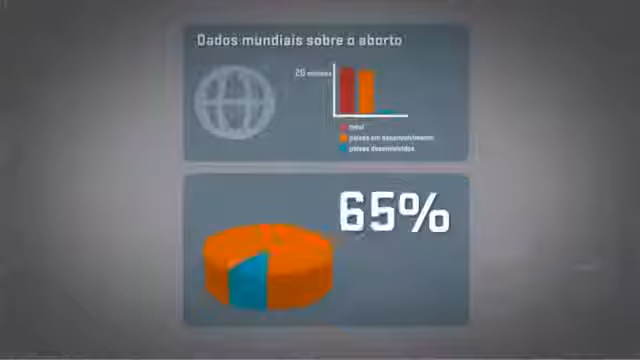 Dados mundiais sobre o aborto
20 milhões
total
países em desenvolvimento
países desenvolvidos
65%